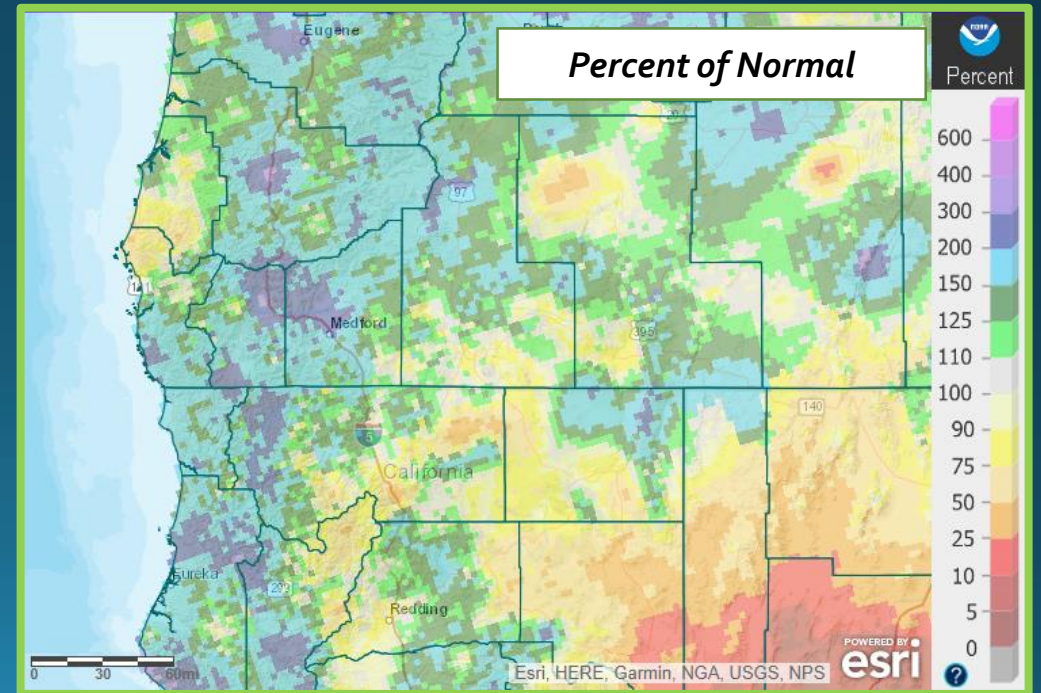 Eugene
Percent of Normal
noaa
Percent
97
600
400
300
200
150
125
110
100
90
75
50
25
10
5
0
Medford
395
140
5
California
Eureka
299
Redding
0 30 60mi
Esri, HERE, Garmin, NGA, USGS, NPS
POWERED BY
esri
?